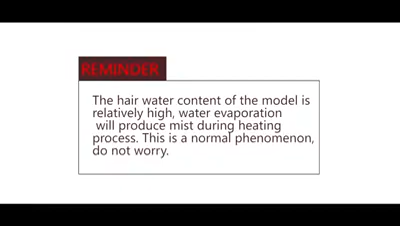 REMINDER
The hair water content of the model is
relatively high, water evaporation
will produce mist during heating
process. This is a normal phenomenon,
do not worry.